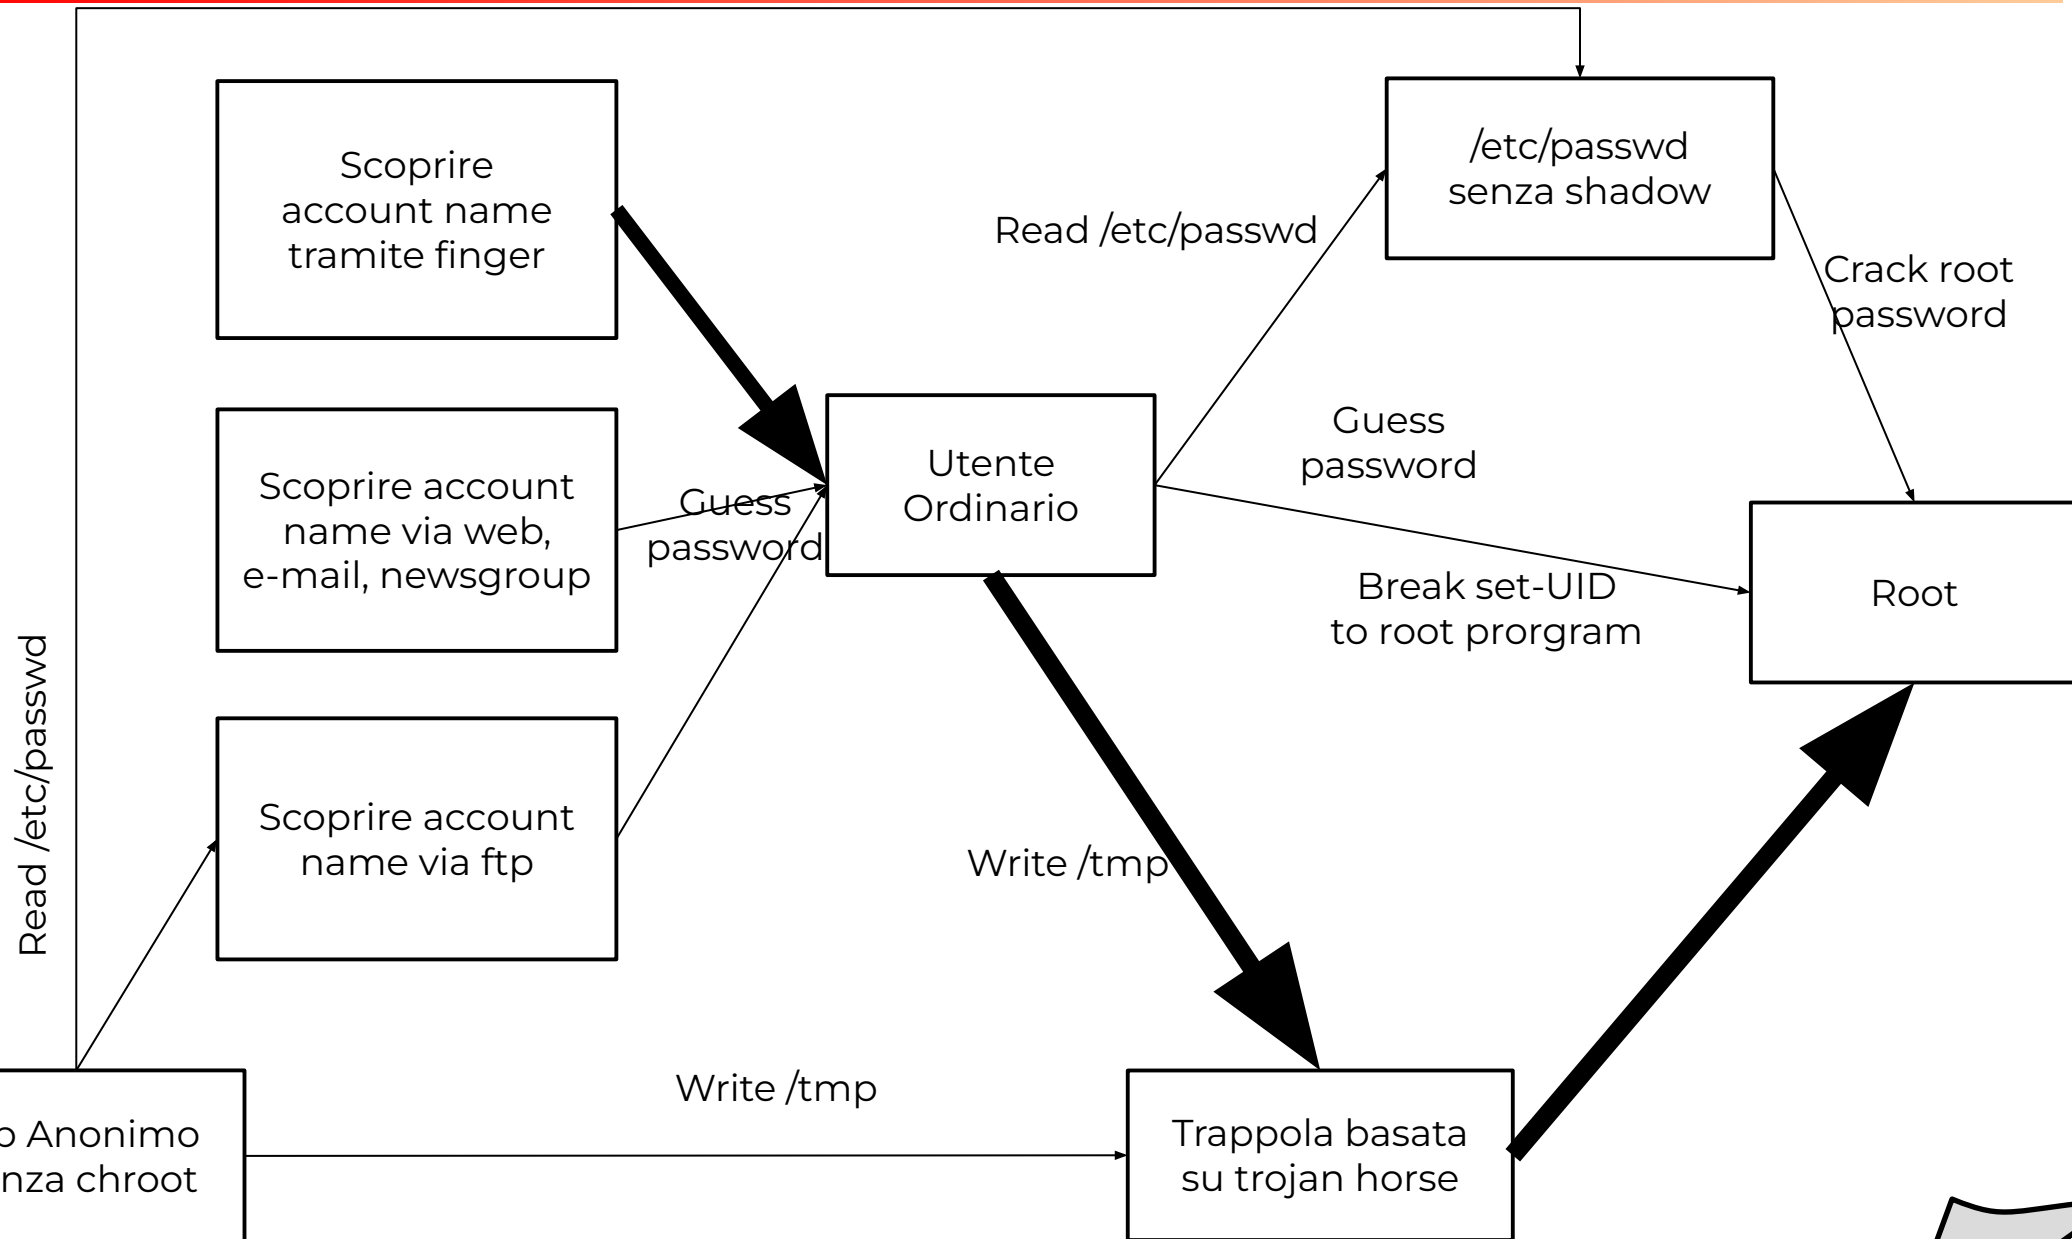 Scoprire
account name
tramite finger
/etc/passwd
senza shadow
Read /etc/passwd
Crack root
password
Scoprire account
name via web,
e-mail, newsgroup
Guess
password
Utente
Ordinario
Guess
password
Break set-UID
to root prorgram
Root
Read /etc/passwd
Scoprire account
name via ftp
Write /tmp
Write /tmp
Anonimo
chroot
Trappola basata
su trojan horse